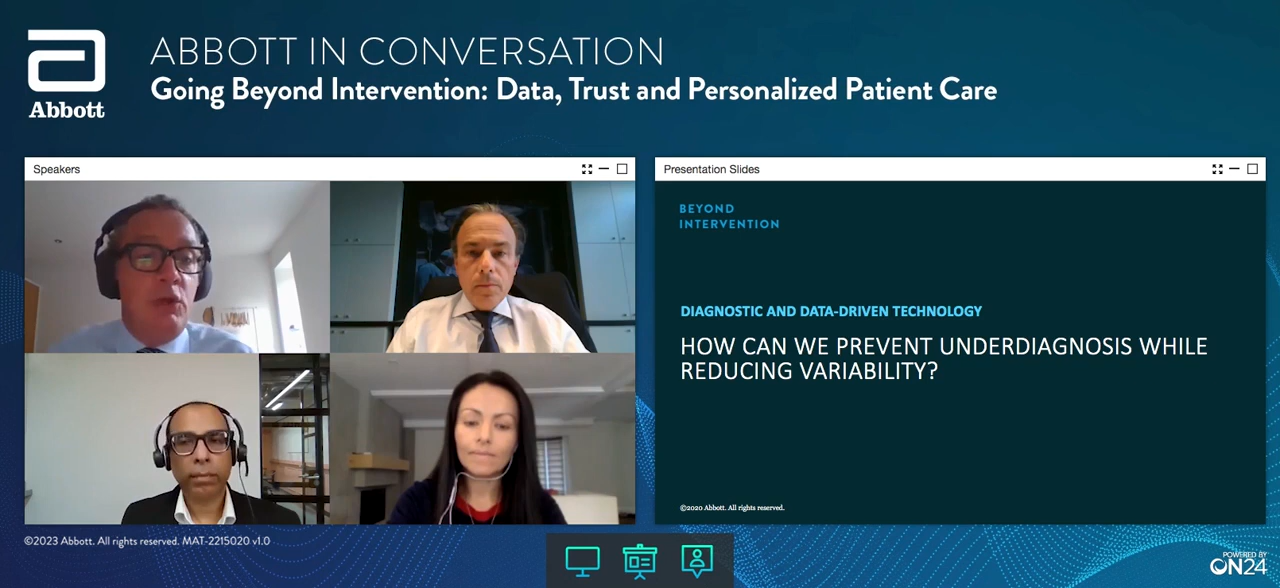 Abbott
ABBOTT IN CONVERSATION
Going Beyond Intervention: Data, Trust and Personalized Patient Care
Speakers
Presentation Slides
BEYOND
INTERVENTION
DIAGNOSTIC AND DATA-DRIVEN TECHNOLOGY
HOW CAN WE PREVENT UNDERDIAGNOSIS WHILE
REDUCING VARIABILITY?
©2020 Abbott. All rights reserved.
©2023 Abbott. All rights reserved. MAT-2215020 v1.0
POWERED BY
ON24